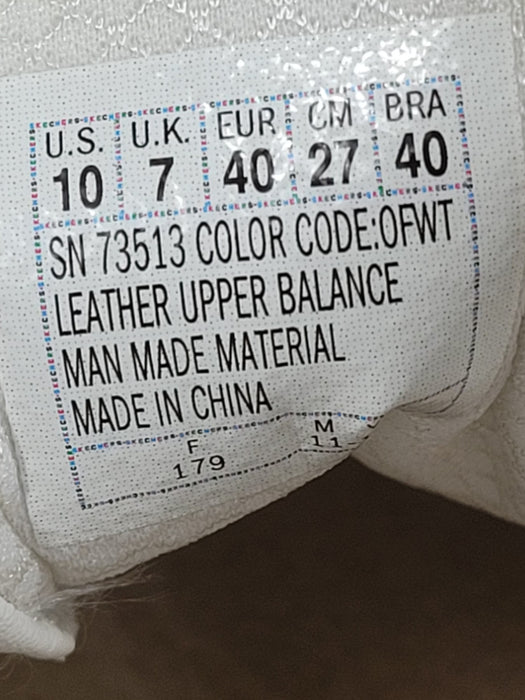 U.S. U.K. EUR CM BRA
10 7 40 27 40
SN 73513 COLOR CODE:OFWT
LEATHER UPPER BALANCE
MAN MADE MATERIAL
MADE IN CHINA
F M
179 11